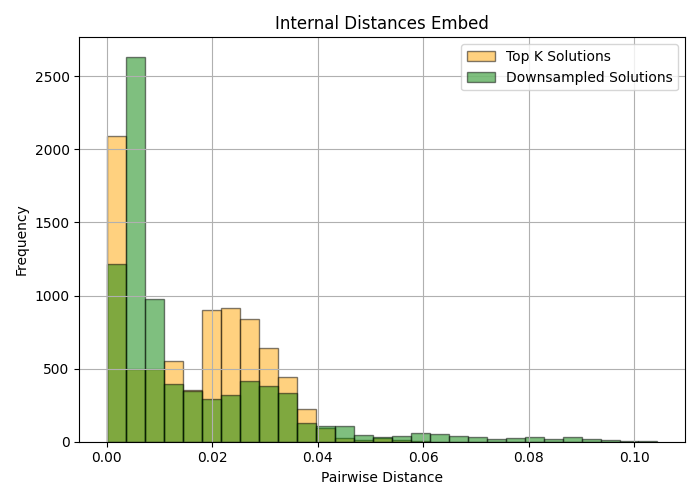 Internal Distances Embed
Top K Solutions
Downsampled Solutions
Frequency
2500
2000
1500
1000
500
0
0.00 0.02 0.04 0.06 0.08 0.10
Pairwise Distance